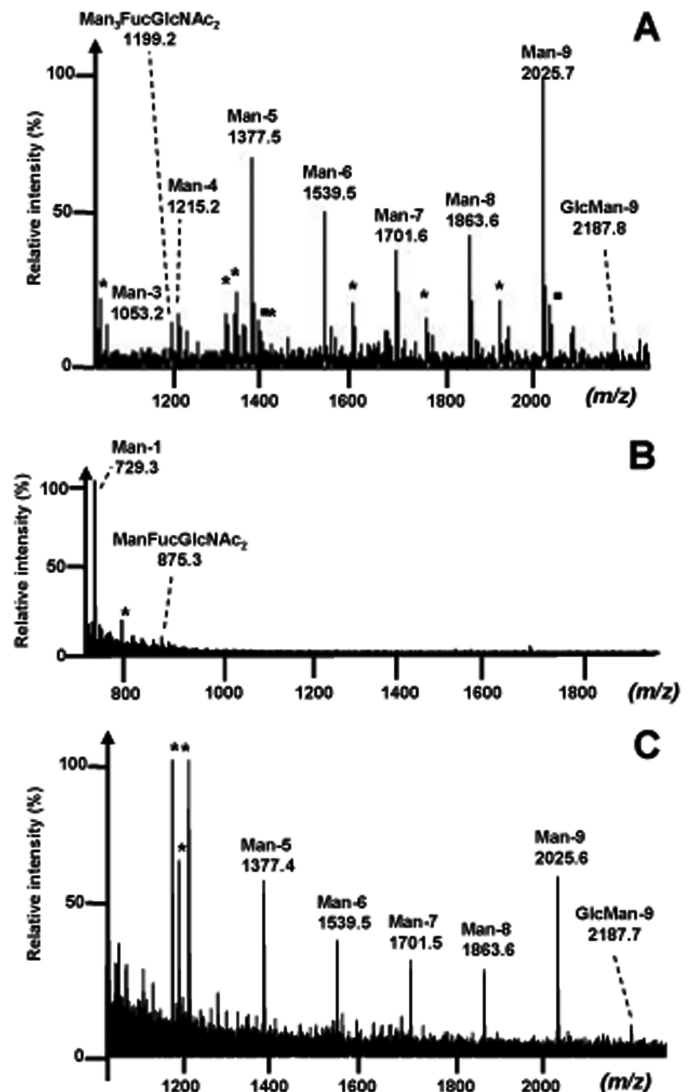 A
Man₃FucGlcNAc₂
1199.2
Man-9
2025.7
100
Man-5
1377.5
Man-6
1539.5
Man-4
1215.2
Man-8
1863.6
Man-7
1701.6
GlcMan-9
2187.8
50
Man-3
1053.2
*
*
*
■*
*
*
*
■
0
Relative intensity (%)
1200 1400 1600 1800 2000 (m/z)
B
Man-1
729.3
100
ManFucGlcNAc₂
875.3
50
*
0
Relative intensity (%)
800 1000 1200 1400 1600 1800 (m/z)
C
* *
100
*
Man-5
1377.4
Man-9
2025.6
Man-6
1539.5
Man-7
1701.5
Man-8
1863.6
GlcMan-9
2187.7
50
0
Relative intensity (%)
1200 1400 1600 1800 2000 (m/z)